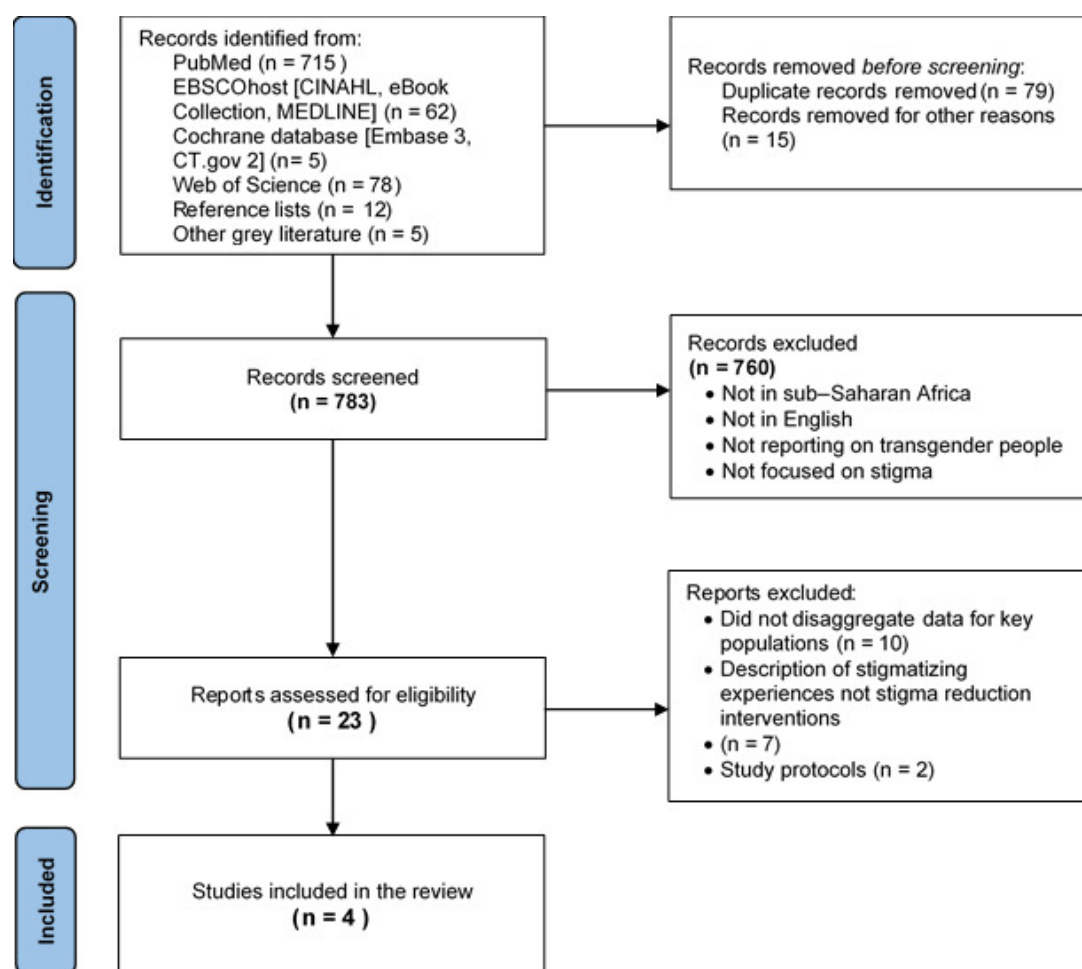 Identification
Records identified from:
PubMed (n = 715 )
EBSCOhost [CINAHL, eBook
Collection, MEDLINE] (n = 62)
Cochrane database [Embase 3,
CT.gov 2] (n= 5)
Web of Science (n = 78)
Reference lists (n = 12)
Other grey literature (n = 5)
Records removed before screening:
Duplicate records removed (n = 79)
Records removed for other reasons
(n = 15)
Screening
Records screened
(n = 783)
Records excluded
(n = 760)
• Not in sub–Saharan Africa
• Not in English
• Not reporting on transgender people
• Not focused on stigma
Reports assessed for eligibility
(n = 23 )
Reports excluded:
• Did not disaggregate data for key
populations (n = 10)
• Description of stigmatizing
experiences not stigma reduction
interventions
• (n = 7)
• Study protocols (n = 2)
Included
Studies included in the review
(n = 4 )